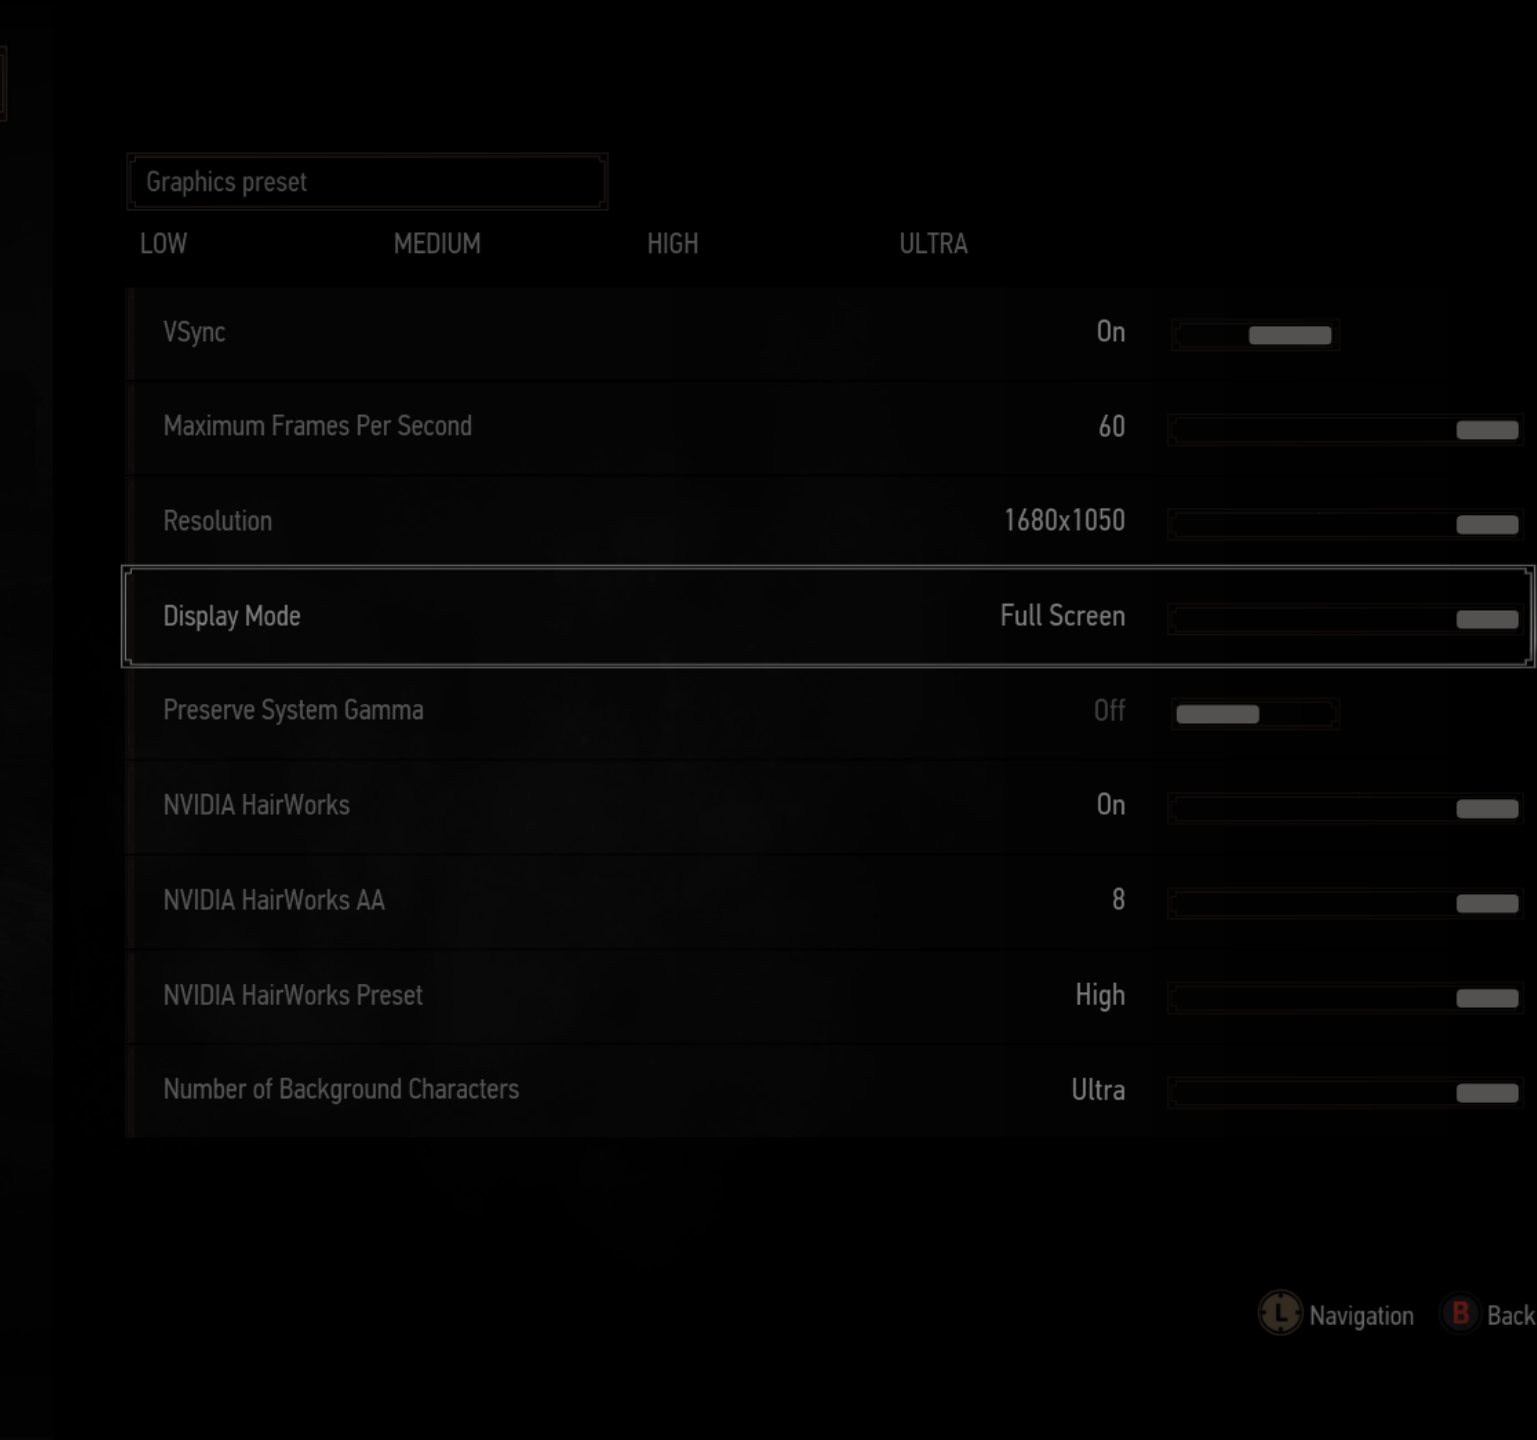 Graphics preset
LOW MEDIUM HIGH ULTRA
VSync On
Maximum Frames Per Second 60
Resolution 1680x1050
Display Mode Full Screen
Preserve System Gamma Off
NVIDIA HairWorks On
NVIDIA HairWorks AA 8
NVIDIA HairWorks Preset High
Number of Background Characters Ultra
L Navigation B Back